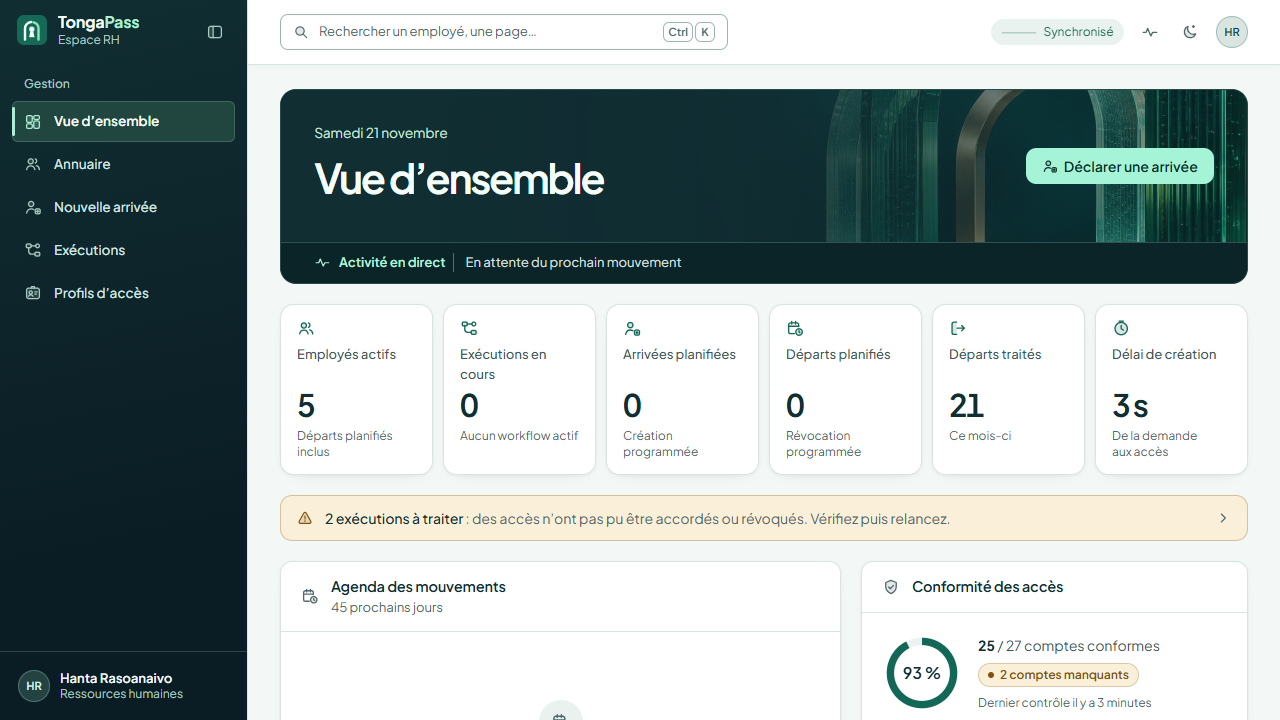 TongaPass
Espace RH
Gestion
Vue d’ensemble
Annuaire
Nouvelle arrivée
Exécutions
Profils d’accès
HR
Hanta Rasoanaivo
Ressources humaines
Rechercher un employé, une page…
Ctrl K
Synchronisé
HR
Samedi 21 novembre
Vue d’ensemble
Déclarer une arrivée
Activité en direct
En attente du prochain mouvement
Employés actifs
5
Départs planifiés
inclus
Exécutions en
cours
0
Aucun workflow actif
Arrivées planifiées
0
Création
programmée
Départs planifiés
0
Révocation
programmée
Départs traités
21
Ce mois-ci
Délai de création
3 s
De la demande
aux accès
2 exécutions à traiter : des accès n’ont pas pu être accordés ou révoqués. Vérifiez puis relancez.
Agenda des mouvements
45 prochains jours
Conformité des accès
93 %
25 / 27 comptes conformes
2 comptes manquants
Dernier contrôle il y a 3 minutes